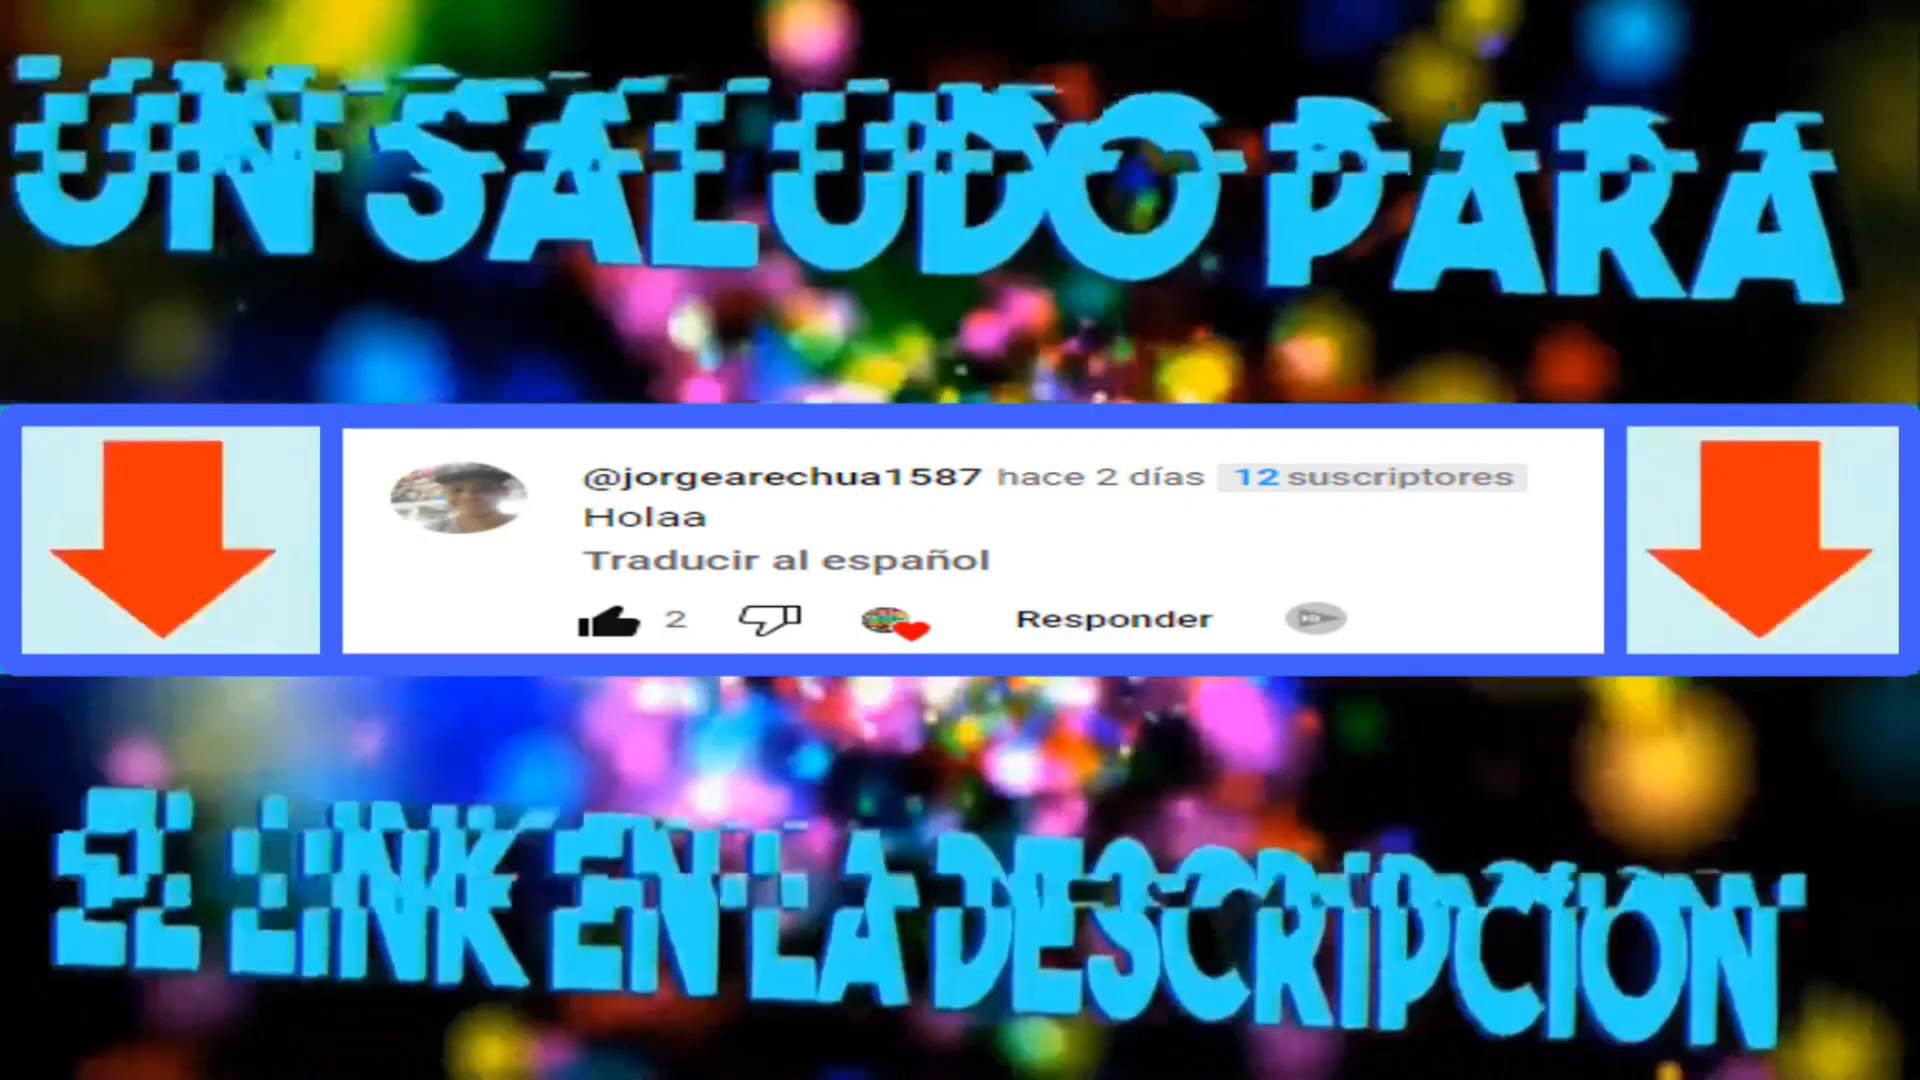 UN SALUDO PARA
@jorgearechua1587 hace 2 días 12 suscriptores
Holaa
Traducir al español
2 Responder
EL LINK EN LA DESCRIPCION